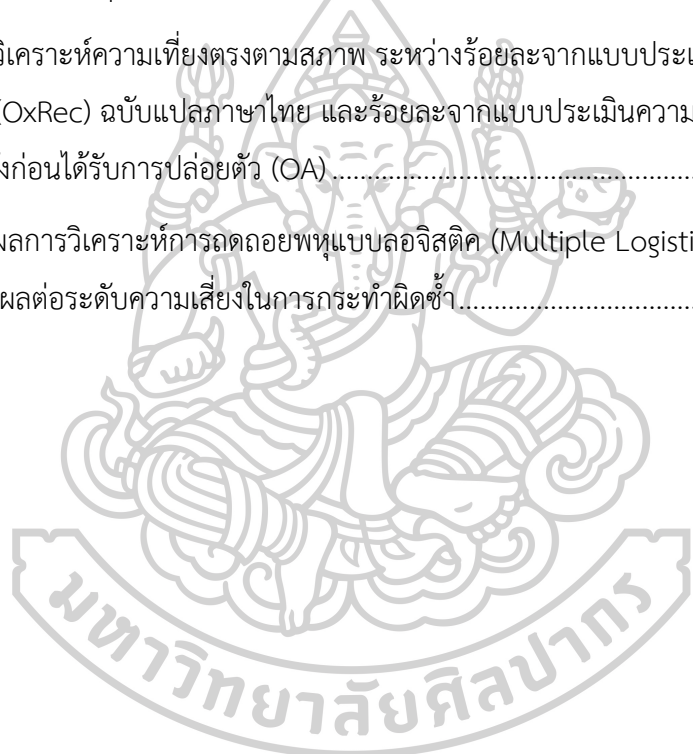 วิเคราะห์ความเที่ยงตรงตามสภาพ ระหว่างร้อยละจากแบบประเ
(OxRec) ฉบับแปลภาษาไทย และร้อยละจากแบบประเมินความ
ก่อนได้รับการปล่อยตัว (OA)
ผลการวิเคราะห์การถดถอยพหุแบบลอจิสติค (Multiple Logisti
ผลต่อระดับความเสี่ยงในการกระทำผิดซ้ำ
มหาวิทยาลัยศิลปากร